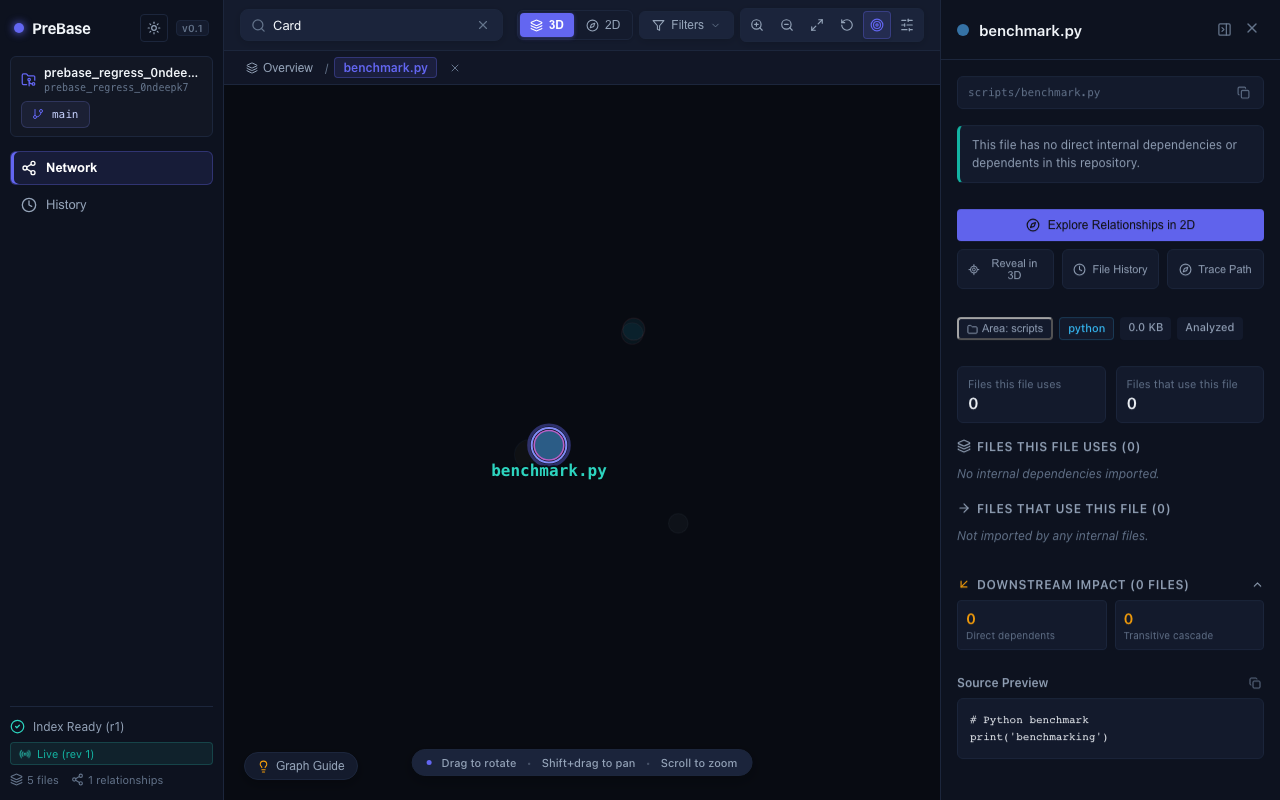 PreBase
v0.1
prebase_regress_0ndee...
prebase_regress_0ndeepk7
main
Network
History
Index Ready (r1)
Live (rev 1)
5 files
1 relationships
Card
3D
2D
Filters
Overview / benchmark.py
benchmark.py
Graph Guide
Drag to rotate · Shift+drag to pan · Scroll to zoom
benchmark.py
scripts/benchmark.py
This file has no direct internal dependencies or
dependents in this repository.
Explore Relationships in 2D
Reveal in
3D
File History
Trace Path
Area: scripts
python
0.0 KB
Analyzed
Files this file uses
0
Files that use this file
0
FILES THIS FILE USES (0)
No internal dependencies imported.
FILES THAT USE THIS FILE (0)
Not imported by any internal files.
DOWNSTREAM IMPACT (0 FILES)
0
Direct dependents
0
Transitive cascade
Source Preview
# Python benchmark
print('benchmarking')